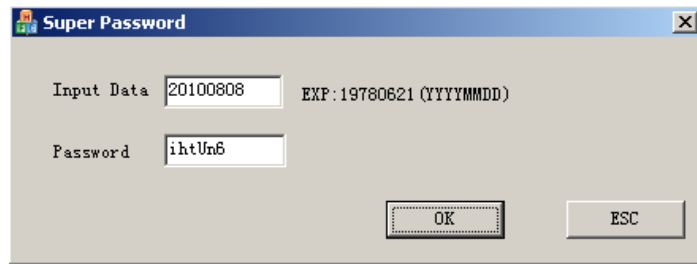 Super Password
Input Data 20100808 EXP:19780621(YYYYMMDD)
Password ihtUn6
OK ESC